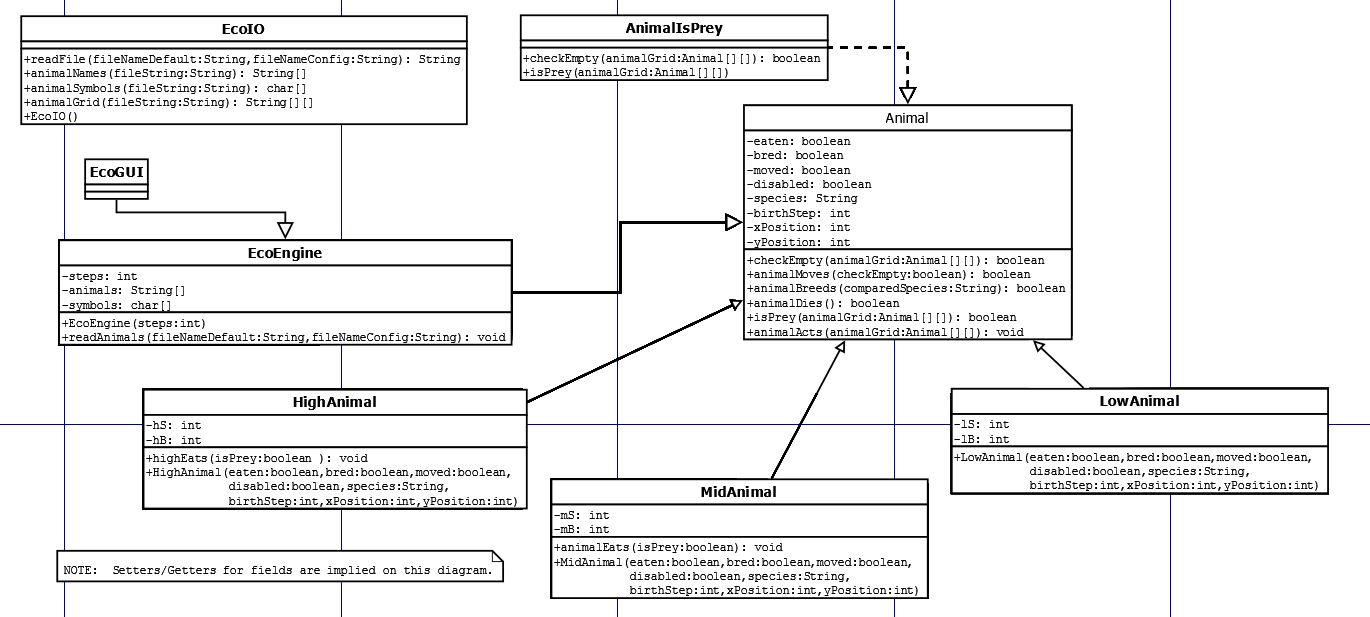 EcoIO
+readFile(fileNameDefault:String,fileNameConfig:String): String
+animalNames(fileString:String): String[]
+animalSymbols(fileString:String): char[]
+animalGrid(fileString:String): String[][]
+EcoIO()
AnimalIsPrey
+checkEmpty(animalGrid:Animal[][]): boolean
+isPrey(animalGrid:Animal[][])
Animal
-eaten: boolean
-bred: boolean
-moved: boolean
-disabled: boolean
-species: String
-birthStep: int
-xPosition: int
-yPosition: int
+checkEmpty(animalGrid:Animal[][]): boolean
+animalMoves(checkEmpty:boolean): boolean
+animalBreeds(comparedSpecies:String): boolean
+animalDies(): boolean
+isPrey(animalGrid:Animal[][]): boolean
+animalActs(animalGrid:Animal[][]): void
EcoGUI
EcoEngine
-steps: int
-animals: String[]
-symbols: char[]
+EcoEngine(steps:int)
+readAnimals(fileNameDefault:String,fileNameConfig:String): void
HighAnimal
-hS: int
-hB: int
+highEats(isPrey:boolean ): void
+HighAnimal(eaten:boolean,bred:boolean,moved:boolean,
disabled:boolean,species:String,
birthStep:int,xPosition:int,yPosition:int)
MidAnimal
-mS: int
-mB: int
+animalEats(isPrey:boolean): void
+MidAnimal(eaten:boolean,bred:boolean,moved:boolean,
disabled:boolean,species:String,
birthStep:int,xPosition:int,yPosition:int)
LowAnimal
-lS: int
-lB: int
+LowAnimal(eaten:boolean,bred:boolean,moved:boolean,
disabled:boolean,species:String,
birthStep:int,xPosition:int,yPosition:int)
NOTE:  Setters/Getters for fields are implied on this diagram.